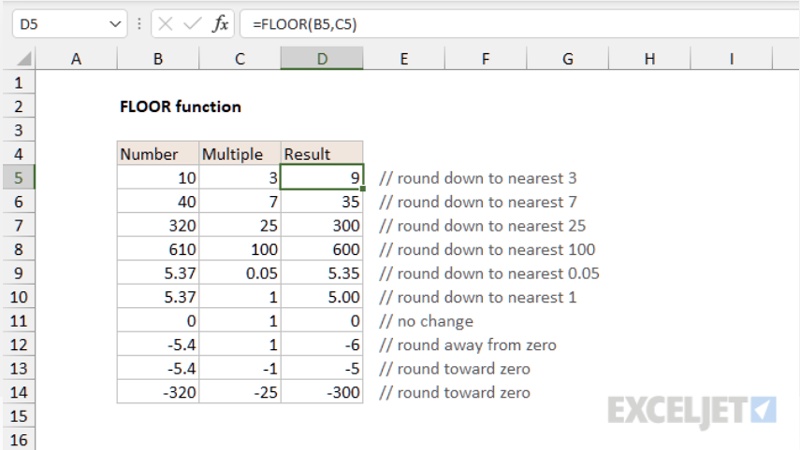 D5 fx =FLOOR(B5,C5)
A B C D E F G H I
1
2 FLOOR function
3
4 Number Multiple Result
5 10 3 9 // round down to nearest 3
6 40 7 35 // round down to nearest 7
7 320 25 300 // round down to nearest 25
8 610 100 600 // round down to nearest 100
9 5.37 0.05 5.35 // round down to nearest 0.05
10 5.37 1 5.00 // round down to nearest 1
11 0 1 0 // no change
12 -5.4 1 -6 // round away from zero
13 -5.4 -1 -5 // round toward zero
14 -320 -25 -300 // round toward zero
15 EXCELJET
16